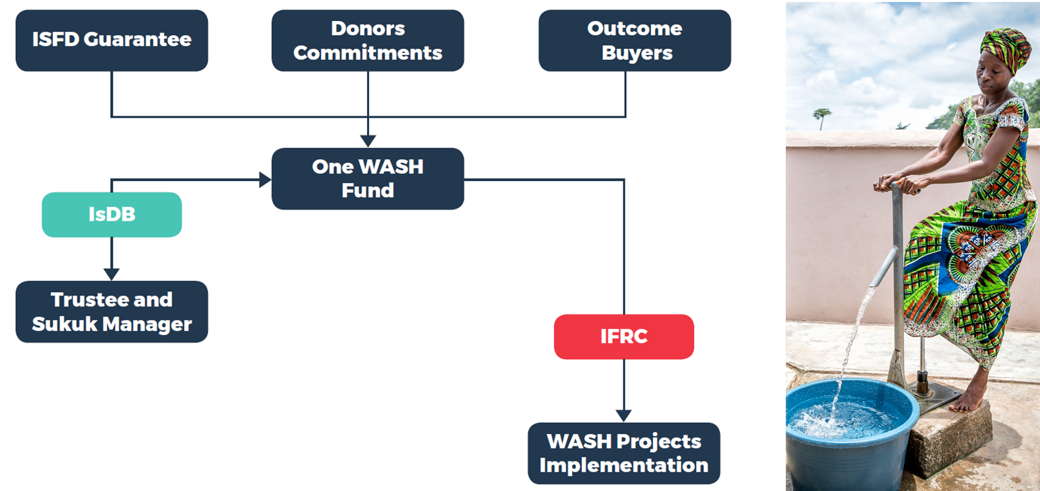 ISFD Guarantee
Donors
Commitments
Outcome
Buyers
One WASH
Fund
IsDB
Trustee and
Sukuk Manager
IFRC
WASH Projects
Implementation